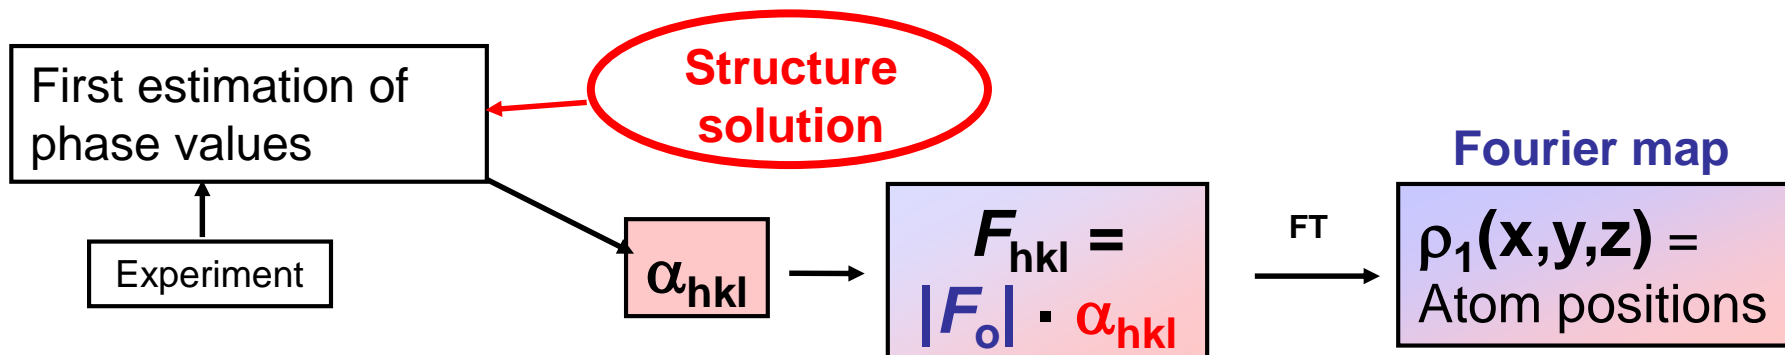 First estimation of
phase values
Structure
solution
Experiment
α_hkl
F_hkl =
|F_o| · α_hkl
FT
Fourier map
ρ_1(x,y,z) =
Atom positions